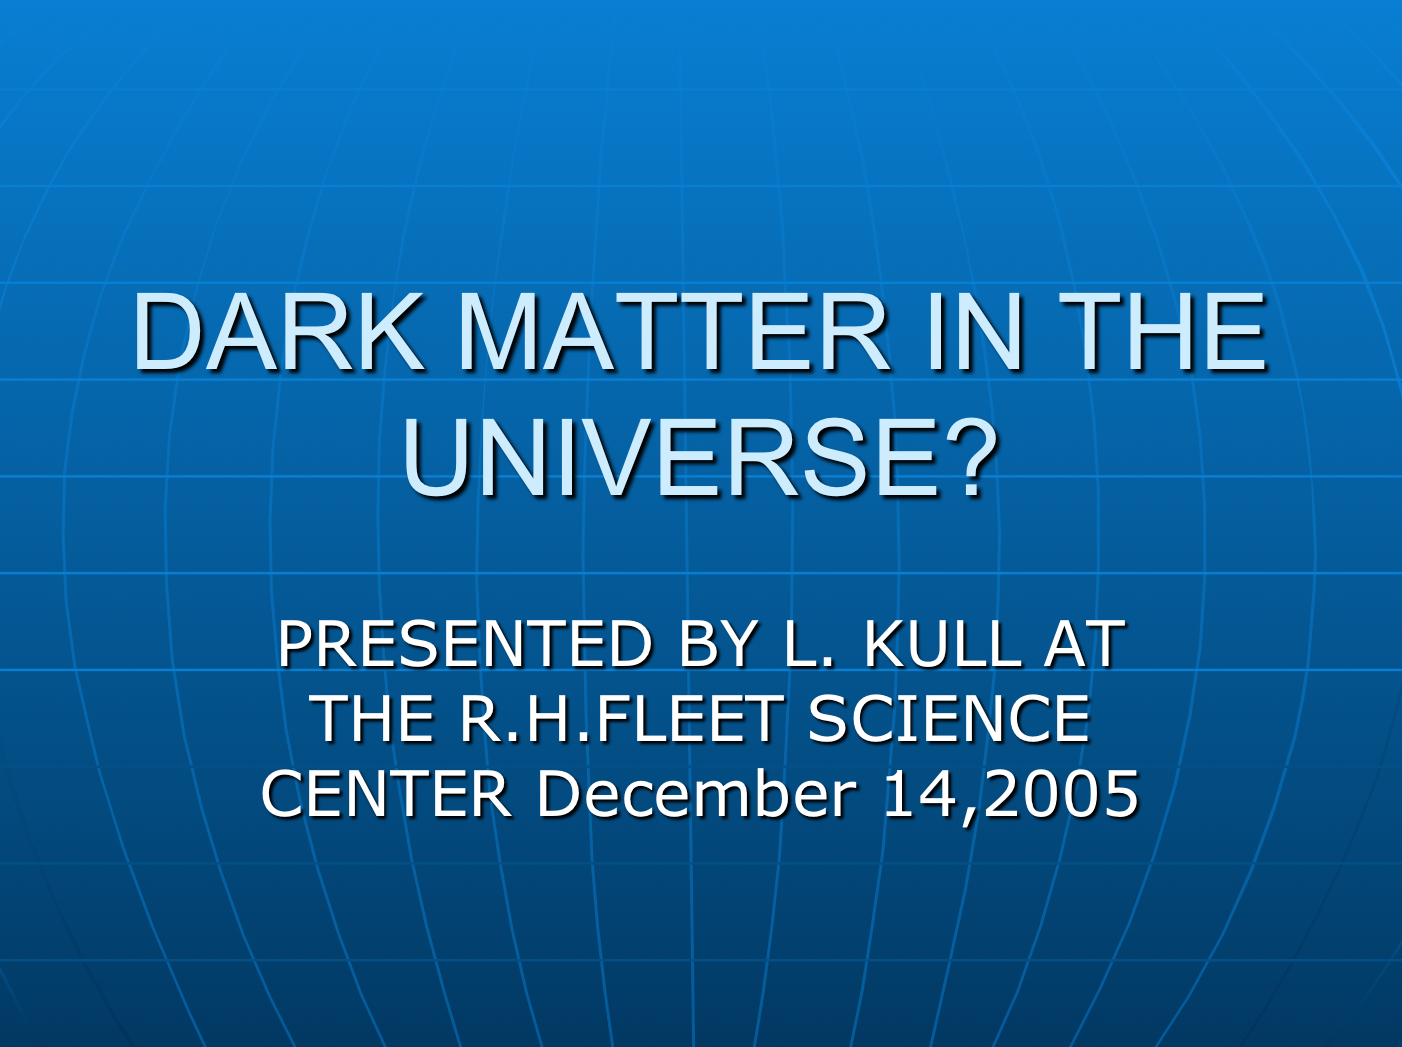 DARK MATTER IN THE
UNIVERSE?
PRESENTED BY L. KULL AT
THE R.H.FLEET SCIENCE
CENTER December 14,2005